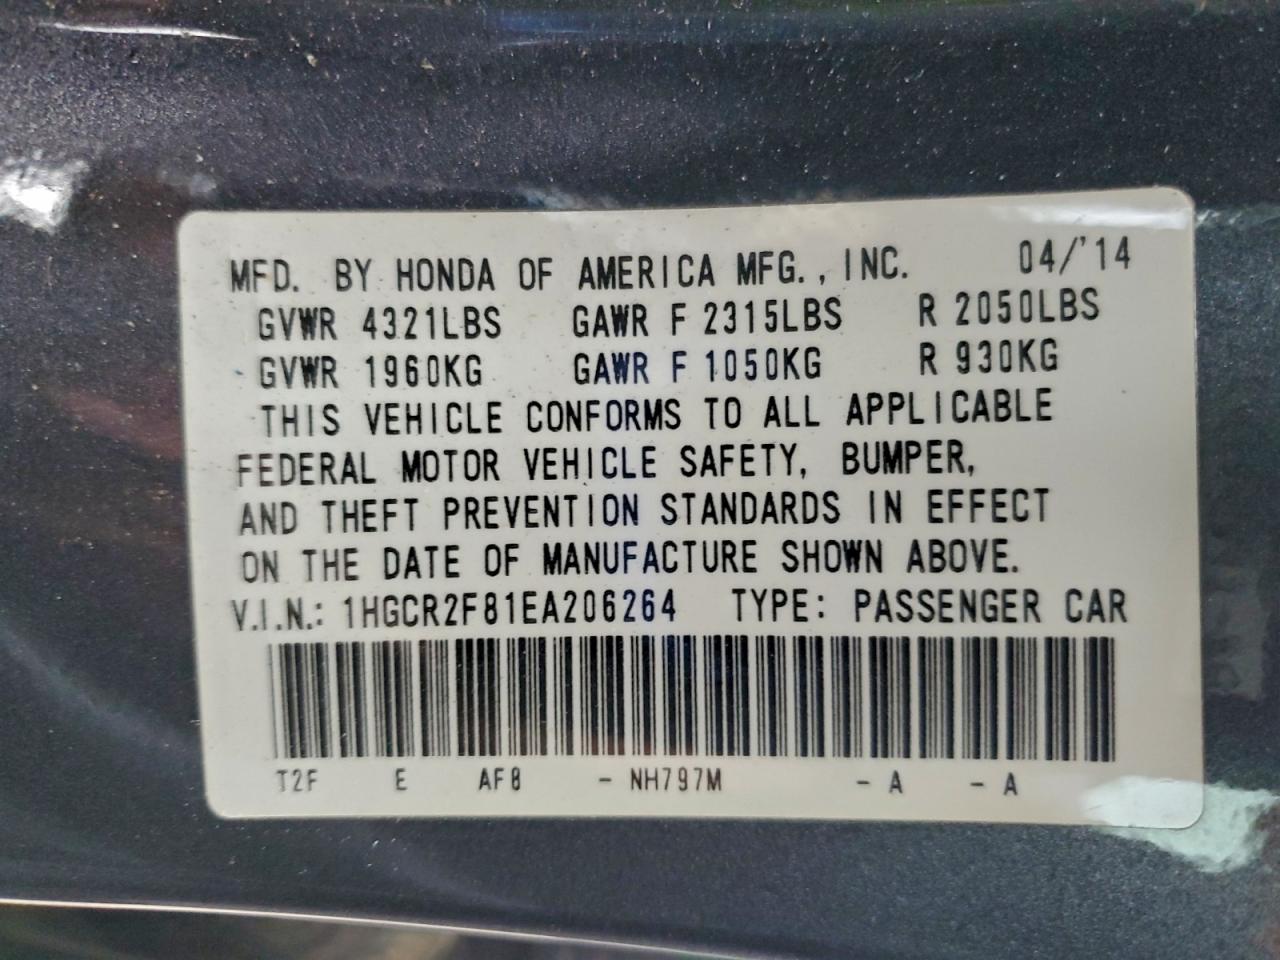 MFD. BY HONDA OF AMERICA MFG., INC. 04/'14
GVWR 4321LBS GAWR F 2315LBS R 2050LBS
GVWR 1960KG GAWR F 1050KG R 930KG
THIS VEHICLE CONFORMS TO ALL APPLICABLE
FEDERAL MOTOR VEHICLE SAFETY, BUMPER,
AND THEFT PREVENTION STANDARDS IN EFFECT
ON THE DATE OF MANUFACTURE SHOWN ABOVE.
V.I.N.: 1HGCR2F81EA206264 TYPE: PASSENGER CAR
T2F E AF8 - NH797M - A - A